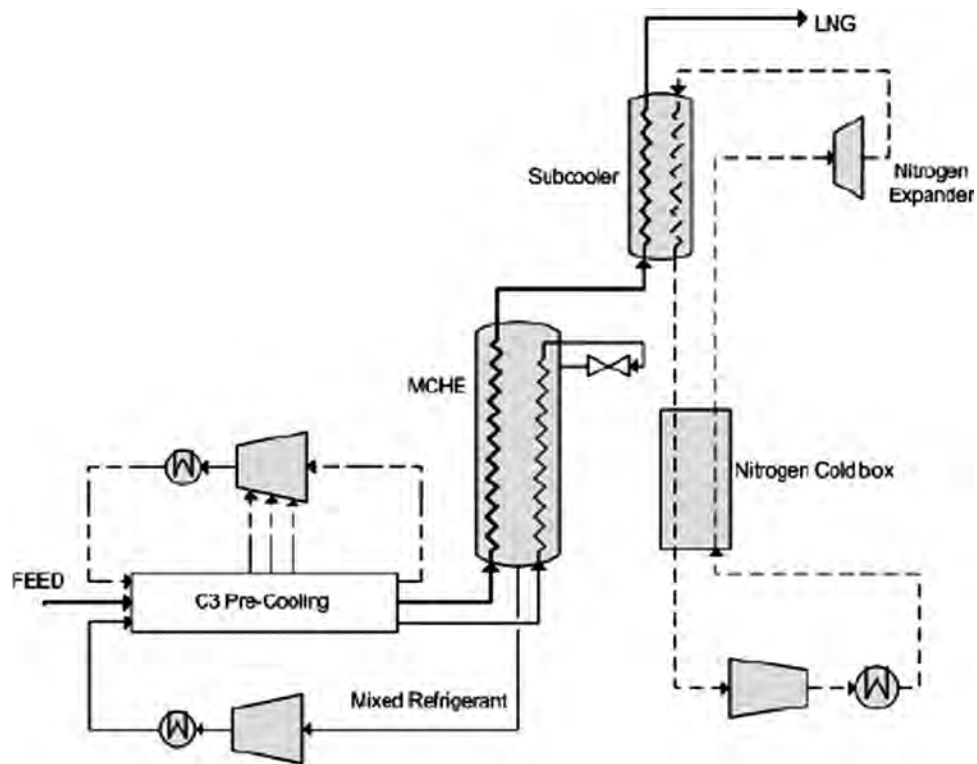 LNG
Subcooler
Nitrogen
Expander
MCHE
Nitrogen Coldbox
FEED
C3 Pre-Cooling
Mixed Refrigerant